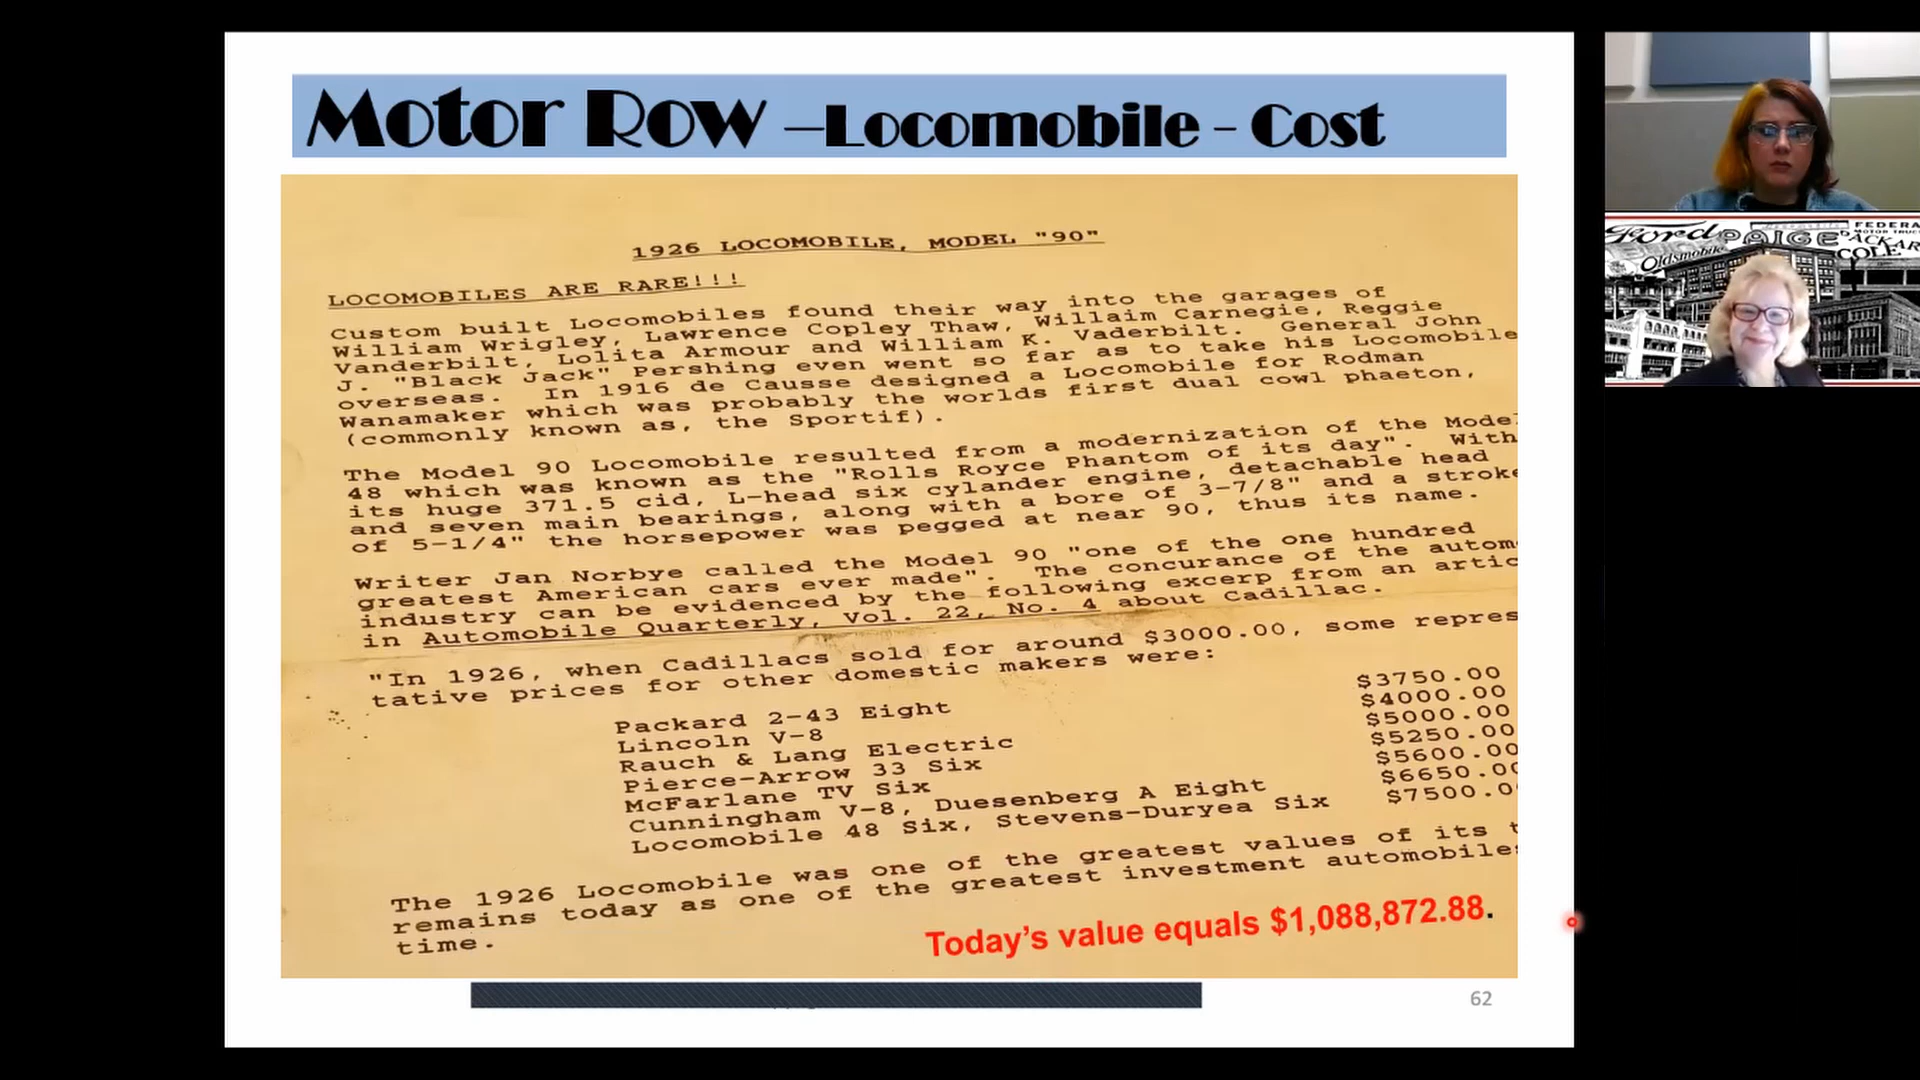 Motor Row –Locomobile - Cost
1926 LOCOMOBILE, MODEL "90"
LOCOMOBILES ARE RARE!!!
Custom built Locomobiles found their way into the garages of
William Wrigley, Lawrence Copley Thaw, Willaim Carnegie, Reggie
Vanderbilt, Lolita Armour and William K. Vaderbilt. General John
J. "Black Jack" Pershing even went so far as to take his Locomobile
overseas. In 1916 de Causse designed a Locomobile for Rodman
Wanamaker which was probably the worlds first dual cowl phaeton,
(commonly known as, the Sportif).
The Model 90 Locomobile resulted from a modernization of the Model
48 which was known as the "Rolls Royce Phantom of its day". With
its huge 371.5 cid, L-head six cylander engine, detachable head
and seven main bearings, along with a bore of 3-7/8" and a stroke
of 5-1/4" the horsepower was pegged at near 90, thus its name.
Writer Jan Norbye called the Model 90 "one of the one hundred
greatest American cars ever made". The concurance of the autom
industry can be evidenced by the following excerp from an artic
in Automobile Quarterly, Vol. 22, No. 4 about Cadillac.
"In 1926, when Cadillacs sold for around $3000.00, some repres
tative prices for other domestic makers were:
Packard 2-43 Eight $3750.00
Lincoln V-8 $4000.00
Rauch & Lang Electric $5000.00
Pierce-Arrow 33 Six $5250.00
McFarlane TV Six $5600.00
Cunningham V-8, Duesenberg A Eight $6650.00
Locomobile 48 Six, Stevens-Duryea Six $7500.0
The 1926 Locomobile was one of the greatest values of its t
remains today as one of the greatest investment automobiles
time.
Today's value equals $1,088,872.88.
62
Ford
PAIGE
FEDERA
MOTOR TRUC
PACKAR
COLE
Oldsmobile